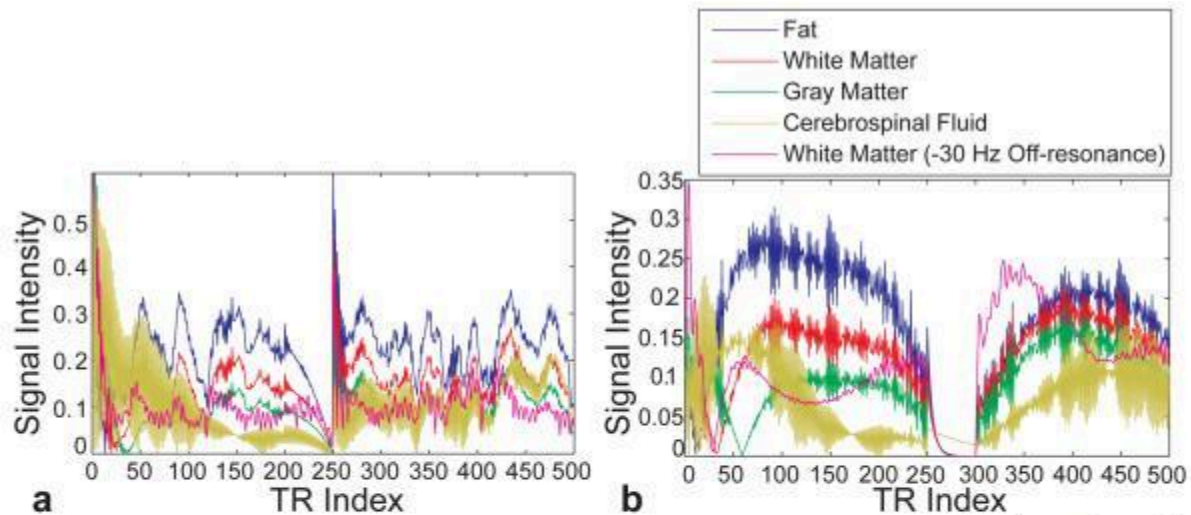 Fat
White Matter
Gray Matter
Cerebrospinal Fluid
White Matter (-30 Hz Off-resonance)
Signal Intensity
0.5
0.4
0.3
0.2
0.1
0
0 50 100 150 200 250 300 350 400 450 500
TR Index
a
Signal Intensity
0.35
0.3
0.25
0.2
0.15
0.1
0.05
0
0 50 100 150 200 250 300 350 400 450 500
TR Index
b